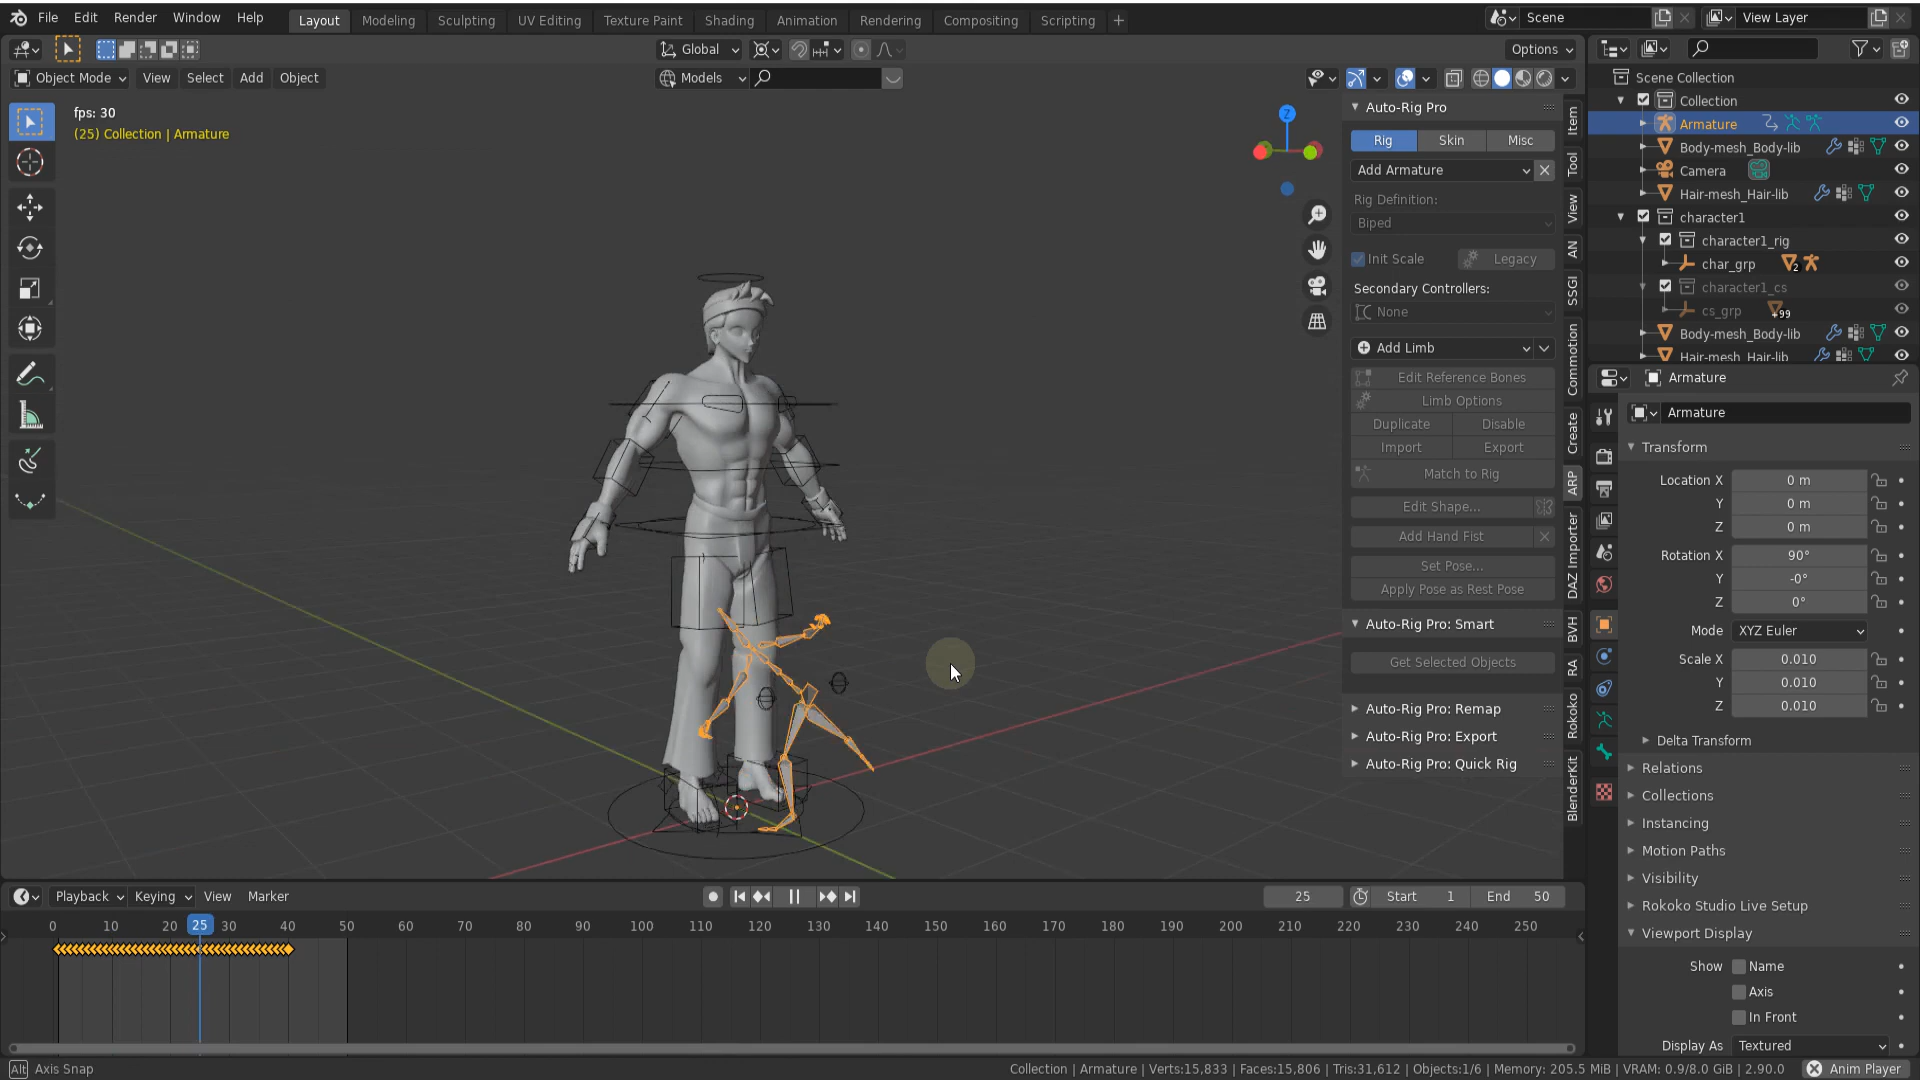 File Edit Render Window Help Layout Modeling Sculpting UV Editing Texture Paint Shading Animation Rendering Compositing Scripting + Scene View Layer
Global Options
Object Mode View Select Add Object Models
fps: 30
(25) Collection | Armature
Z
Auto-Rig Pro
Rig Skin Misc
Add Armature
Rig Definition:
Biped
Init Scale Legacy
Secondary Controllers:
None
Add Limb
Edit Reference Bones
Limb Options
Duplicate Disable
Import Export
Match to Rig
Edit Shape...
Add Hand Fist
Set Pose...
Apply Pose as Rest Pose
Auto-Rig Pro: Smart
Get Selected Objects
Auto-Rig Pro: Remap
Auto-Rig Pro: Export
Auto-Rig Pro: Quick Rig
Item
Tool
View
AN
SSGI
Commotion
Create
ARP
DAZ Importer
BVH
RA
Rokoko
BlenderKit
Scene Collection
Collection
Armature
Body-mesh_Body-lib
Camera
Hair-mesh_Hair-lib
character1
character1_rig
char_grp 2
character1_cs
cs_grp +99
Body-mesh_Body-lib
Hair-mesh_Hair-lib
Armature
Armature
Transform
Location X 0 m
Y 0 m
Z 0 m
Rotation X 90°
Y -0°
Z 0°
Mode XYZ Euler
Scale X 0.010
Y 0.010
Z 0.010
Delta Transform
Relations
Collections
Instancing
Motion Paths
Visibility
Rokoko Studio Live Setup
Viewport Display
Show Name
Axis
In Front
Display As Textured
Playback Keying View Marker 25 Start 1 End 50
0 10 20 25 30 40 50 60 70 80 90 100 110 120 130 140 150 160 170 180 190 200 210 220 230 240 250
Alt Axis Snap Collection | Armature | Verts:15,833 | Faces:15,806 | Tris:31,612 | Objects:1/6 | Memory: 205.5 MiB | VRAM: 0.9/8.0 GiB | 2.90.0 Anim Player